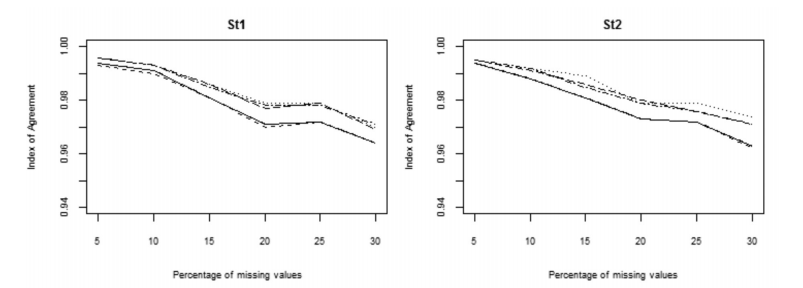 St1
1.00
0.98
0.96
0.94
Index of Agreement
5 10 15 20 25 30
Percentage of missing values
St2
1.00
0.98
0.96
0.94
Index of Agreement
5 10 15 20 25 30
Percentage of missing values